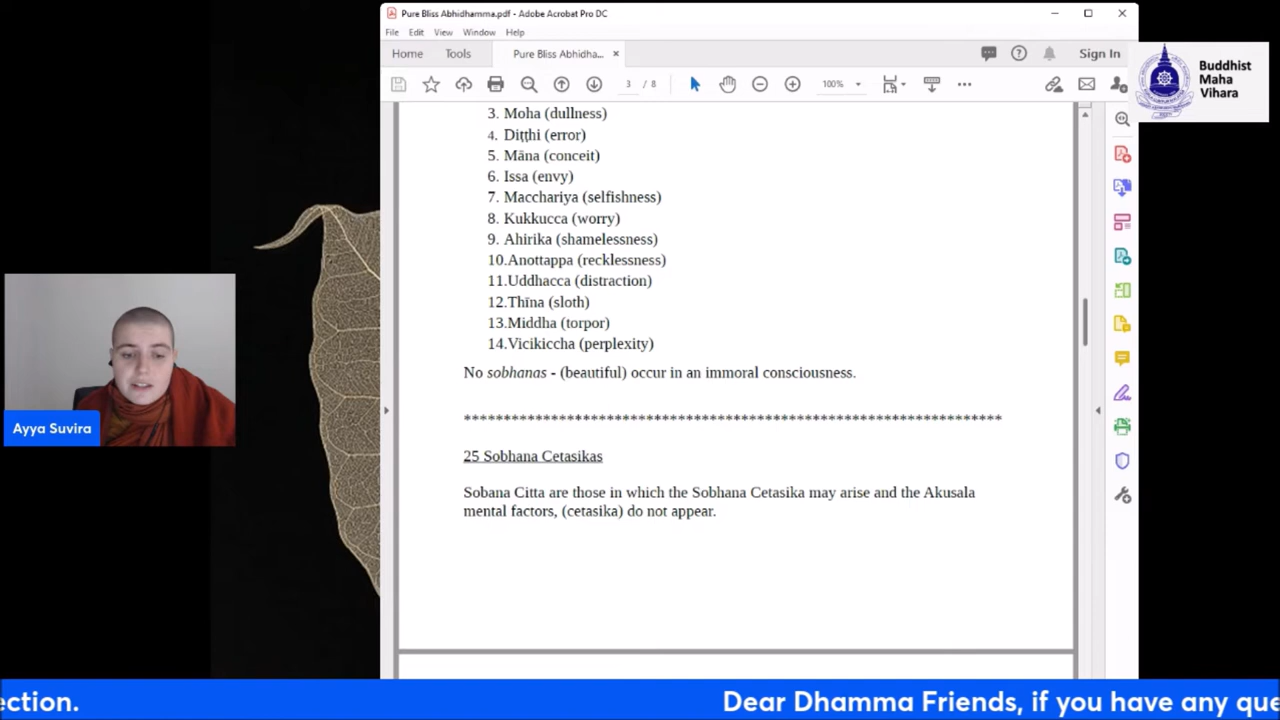 Pure Bliss Abhidhamma.pdf - Adobe Acrobat Pro DC
File Edit View Window Help
Home Tools Pure Bliss Abhidha... × Sign In
3 / 8 100%
Buddhist
Maha
Vihara
3. Moha (dullness)
4. Diṭṭhi (error)
5. Māna (conceit)
6. Issa (envy)
7. Macchariya (selfishness)
8. Kukkucca (worry)
9. Ahirika (shamelessness)
10.Anottappa (recklessness)
11.Uddhacca (distraction)
12.Thīna (sloth)
13.Middha (torpor)
14.Vicikiccha (perplexity)
No sobhanas - (beautiful) occur in an immoral consciousness.
********************************************************************
25 Sobhana Cetasikas
Sobana Citta are those in which the Sobhana Cetasika may arise and the Akusala
mental factors, (cetasika) do not appear.
Ayya Suvira
ection. Dear Dhamma Friends, if you have any que